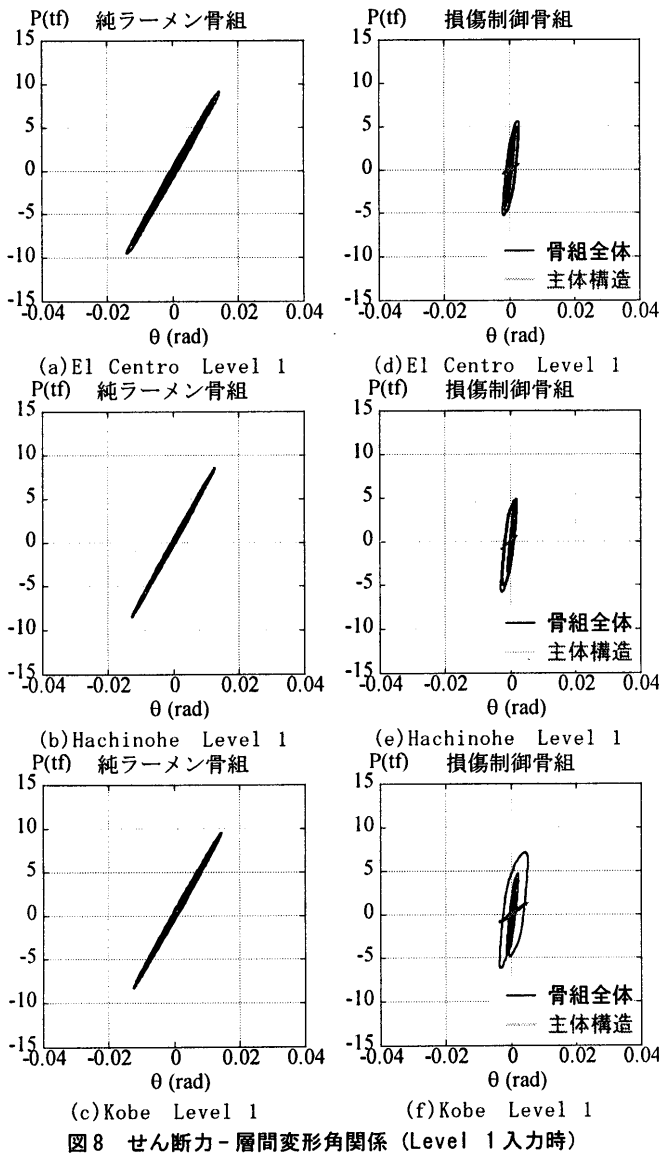 P(tf) 純ラーメン骨組
15
10
5
0
-5
-10
-15
-0.04 -0.02 0 0.02 0.04
θ (rad)
(a)El Centro Level 1
P(tf) 損傷制御骨組
15
10
5
0
-5
-10
-15
骨組全体
主体構造
-0.04 -0.02 0 0.02 0.04
θ (rad)
(d)El Centro Level 1
P(tf) 純ラーメン骨組
15
10
5
0
-5
-10
-15
-0.04 -0.02 0 0.02 0.04
θ (rad)
(b)Hachinohe Level 1
P(tf) 損傷制御骨組
15
10
5
0
-5
-10
-15
骨組全体
主体構造
-0.04 -0.02 0 0.02 0.04
θ (rad)
(e)Hachinohe Level 1
P(tf) 純ラーメン骨組
15
10
5
0
-5
-10
-15
-0.04 -0.02 0 0.02 0.04
θ (rad)
(c)Kobe Level 1
P(tf) 損傷制御骨組
15
10
5
0
-5
-10
-15
骨組全体
主体構造
-0.04 -0.02 0 0.02 0.04
θ (rad)
(f)Kobe Level 1
図8 せん断力-層間変形角関係 (Level 1入力時)